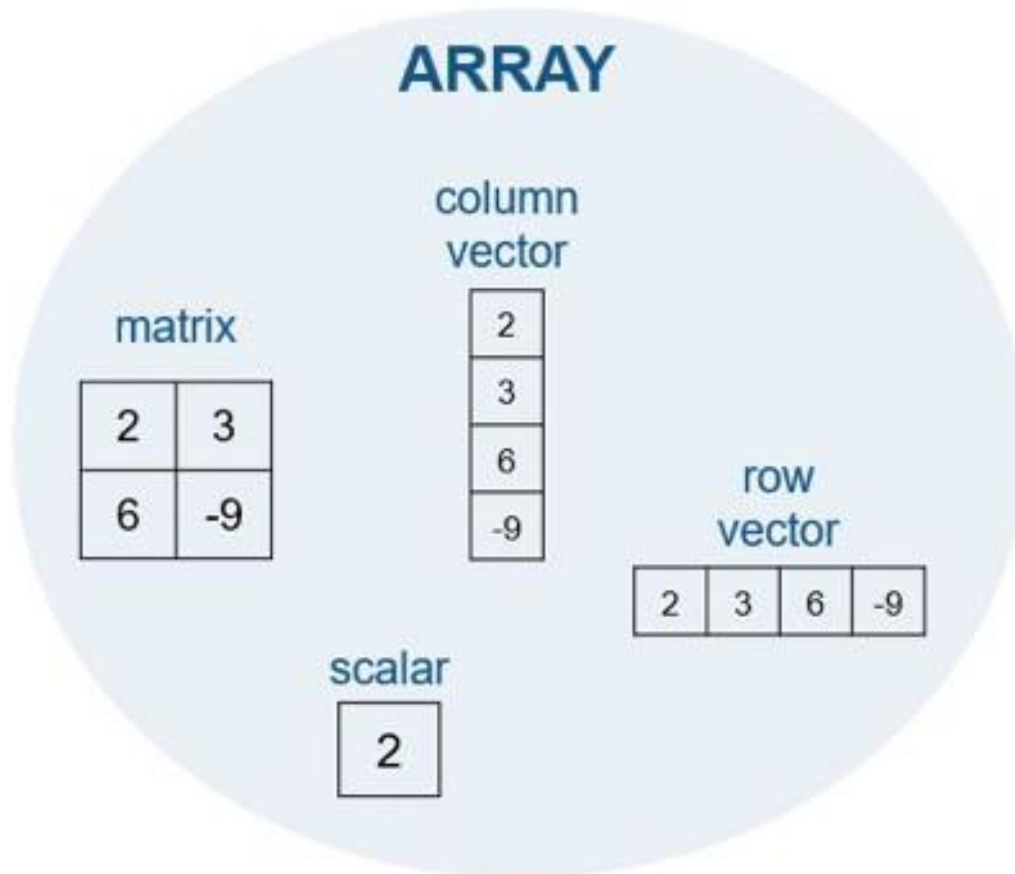 ARRAY
column
vector
2
3
6
-9
matrix
2 3
6 -9
row
vector
2 3 6 -9
scalar
2